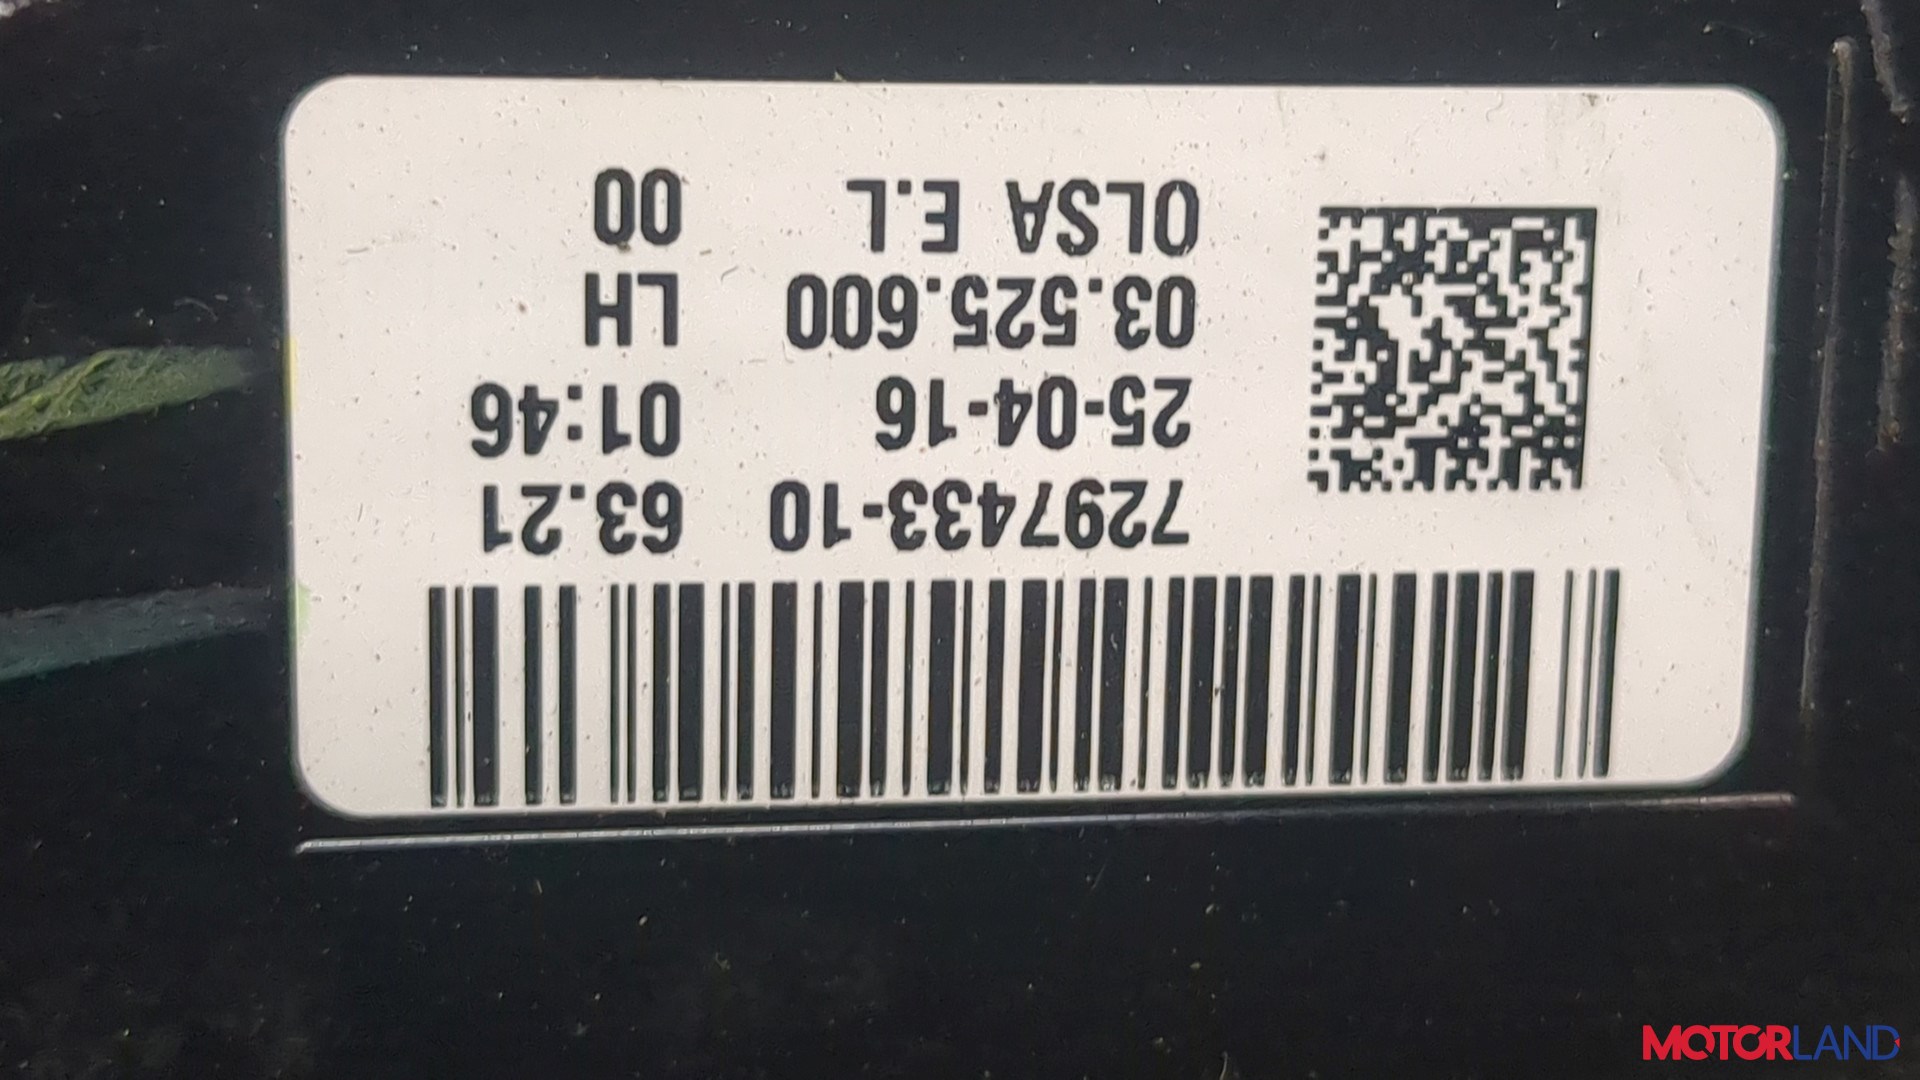 7297433-10 63.21
25-04-16 01:46
03.525.600 LH
OLSA E.L 00
MOTORLAND